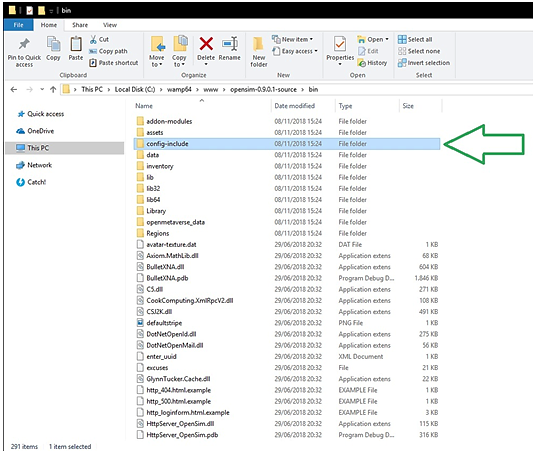 bin
File Home Share View
Pin to Quick access Copy Paste Cut Copy path Paste shortcut Move to Copy to Delete Rename New folder New item Easy access Properties Open Edit History Select all Select none Invert selection
Clipboard Organize New Open Select
This PC Local Disk (C:) wamp64 www opensim-0.9.0.1-source bin
Name Date modified Type Size
Quick access
OneDrive
This PC
Network
Catch!
addon-modules 08/11/2018 15:24 File folder
assets 08/11/2018 15:24 File folder
config-include 08/11/2018 15:24 File folder
data 08/11/2018 15:24 File folder
inventory 08/11/2018 15:24 File folder
lib 08/11/2018 15:24 File folder
lib32 08/11/2018 15:24 File folder
lib64 08/11/2018 15:24 File folder
Library 08/11/2018 15:24 File folder
openmetaverse_data 08/11/2018 15:24 File folder
Regions 08/11/2018 15:24 File folder
avatar-texture.dat 29/06/2018 20:32 DAT File 1 KB
Axiom.MathLib.dll 29/06/2018 20:32 Application extens 68 KB
BulletXNA.dll 29/06/2018 20:32 Application extens 604 KB
BulletXNA.pdb 29/06/2018 20:32 Program Debug D... 1.846 KB
C5.dll 29/06/2018 20:32 Application extens 271 KB
CookComputing.XmlRpcV2.dll 29/06/2018 20:32 Application extens 108 KB
CSJ2K.dll 29/06/2018 20:32 Application extens 491 KB
defaultstripe 29/06/2018 20:32 PNG File 1 KB
DotNetOpenId.dll 29/06/2018 20:32 Application extens 275 KB
DotNetOpenMail.dll 29/06/2018 20:32 Application extens 56 KB
enter_uuid 29/06/2018 20:32 XML Document 1 KB
excuses 29/06/2018 20:32 File 21 KB
GlynnTucker.Cache.dll 29/06/2018 20:32 Application extens 22 KB
http_404.html.example 29/06/2018 20:32 EXAMPLE File 1 KB
http_500.html.example 29/06/2018 20:32 EXAMPLE File 1 KB
http_loginform.html.example 29/06/2018 20:32 EXAMPLE File 3 KB
HttpServer_OpenSim.dll 29/06/2018 20:32 Application extens 115 KB
HttpServer_OpenSim.pdb 29/06/2018 20:32 Program Debug D... 316 KB
291 items 1 item selected